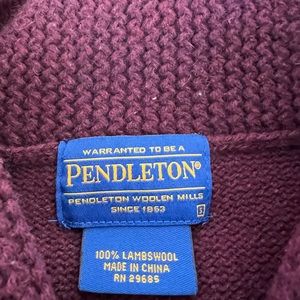 WARRANTED TO BE A
PENDLETON®
PENDLETON WOOLEN MILLS
SINCE 1863
S
100% LAMBSWOOL
MADE IN CHINA
RN 29685